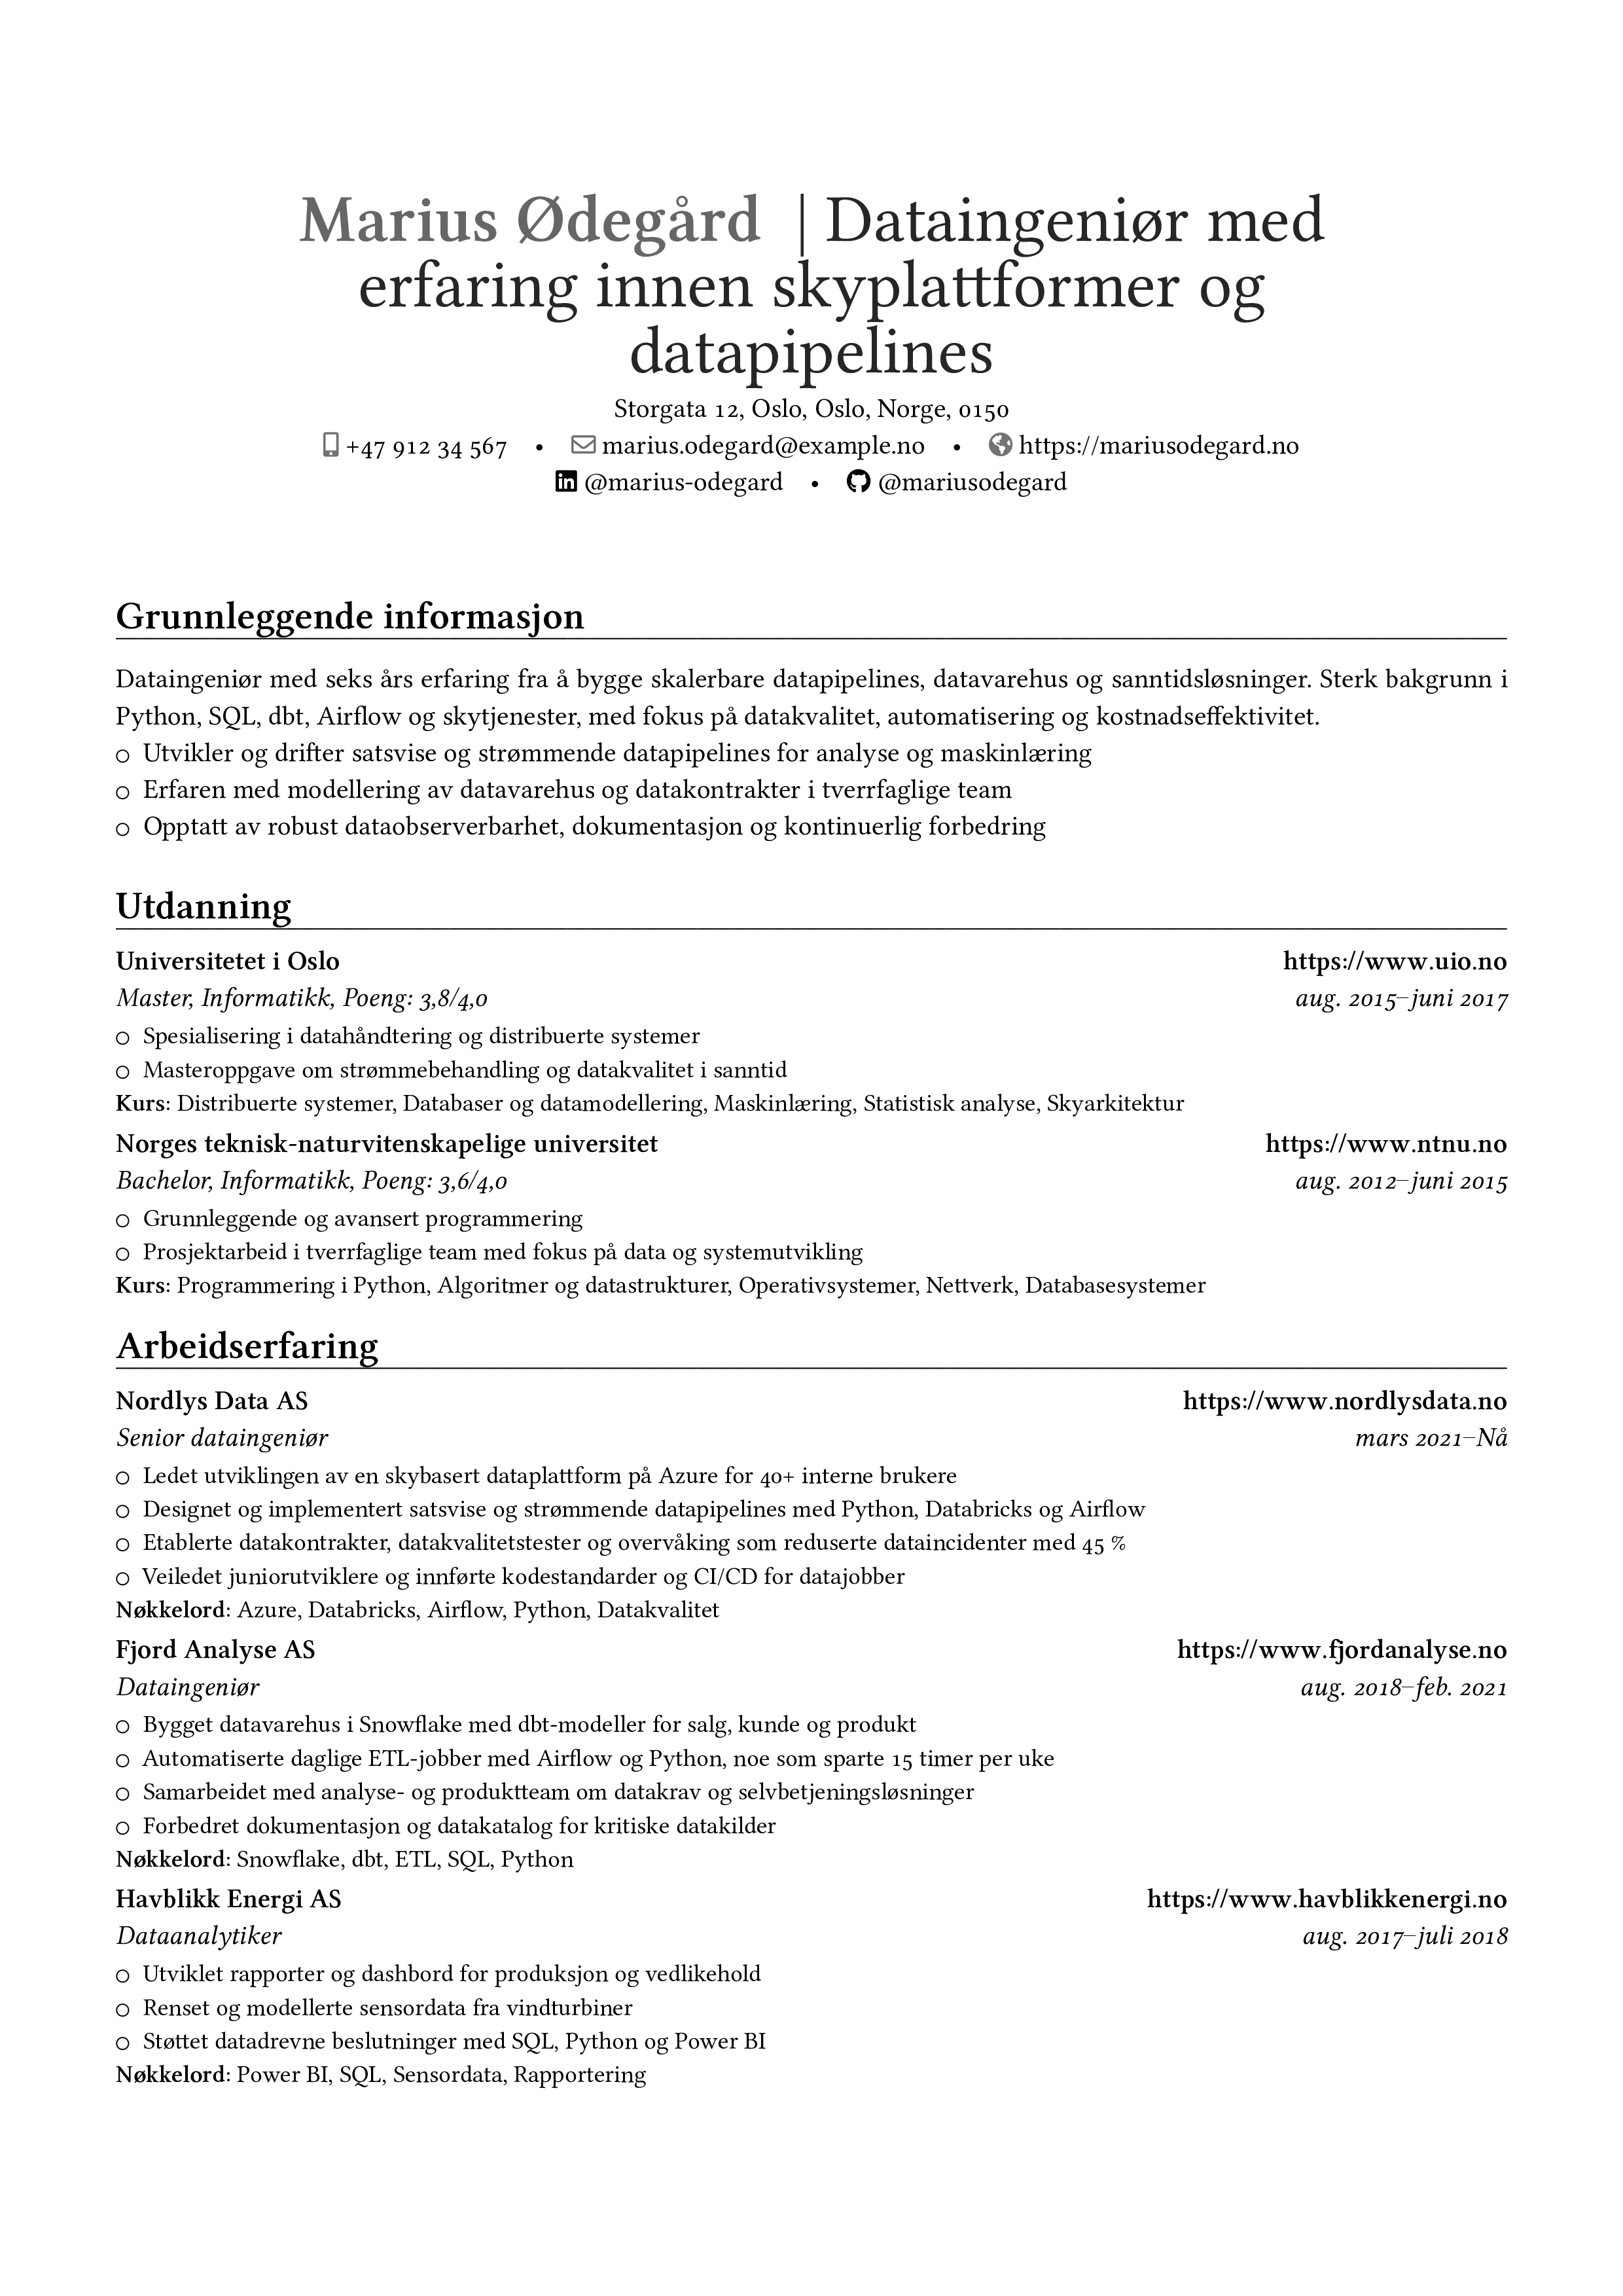 Marius Ødegård | Dataingeniør med
erfaring innen skyplattformer og
datapipelines
Storgata 12, Oslo, Oslo, Norge, 0150
+47 912 34 567 • marius.odegard@example.no • https://mariusodegard.no
@marius-odegard • @mariusodegard
Grunnleggende informasjon
Dataingeniør med seks års erfaring fra å bygge skalerbare datapipelines, datavarehus og sanntidsløsninger. Sterk bakgrunn i
Python, SQL, dbt, Airflow og skytjenester, med fokus på datakvalitet, automatisering og kostnadseffektivitet.
○ Utvikler og drifter satsvise og strømmende datapipelines for analyse og maskinlæring
○ Erfaren med modellering av datavarehus og datakontrakter i tverrfaglige team
○ Opptatt av robust dataobserverbarhet, dokumentasjon og kontinuerlig forbedring
Utdanning
Universitetet i Oslo https://www.uio.no
Master, Informatikk, Poeng: 3,8/4,0 aug. 2015–juni 2017
○ Spesialisering i datahåndtering og distribuerte systemer
○ Masteroppgave om strømmebehandling og datakvalitet i sanntid
Kurs: Distribuerte systemer, Databaser og datamodellering, Maskinlæring, Statistisk analyse, Skyarkitektur
Norges teknisk-naturvitenskapelige universitet https://www.ntnu.no
Bachelor, Informatikk, Poeng: 3,6/4,0 aug. 2012–juni 2015
○ Grunnleggende og avansert programmering
○ Prosjektarbeid i tverrfaglige team med fokus på data og systemutvikling
Kurs: Programmering i Python, Algoritmer og datastrukturer, Operativsystemer, Nettverk, Databasesystemer
Arbeidserfaring
Nordlys Data AS https://www.nordlysdata.no
Senior dataingeniør mars 2021–Nå
○ Ledet utviklingen av en skybasert dataplattform på Azure for 40+ interne brukere
○ Designet og implementert satsvise og strømmende datapipelines med Python, Databricks og Airflow
○ Etablerte datakontrakter, datakvalitetstester og overvåking som reduserte dataincidenter med 45 %
○ Veiledet juniorutviklere og innførte kodestandarder og CI/CD for datajobber
Nøkkelord: Azure, Databricks, Airflow, Python, Datakvalitet
Fjord Analyse AS https://www.fjordanalyse.no
Dataingeniør aug. 2018–feb. 2021
○ Bygget datavarehus i Snowflake med dbt-modeller for salg, kunde og produkt
○ Automatiserte daglige ETL-jobber med Airflow og Python, noe som sparte 15 timer per uke
○ Samarbeidet med analyse- og produktteam om datakrav og selvbetjeningsløsninger
○ Forbedret dokumentasjon og datakatalog for kritiske datakilder
Nøkkelord: Snowflake, dbt, ETL, SQL, Python
Havblikk Energi AS https://www.havblikkenergi.no
Dataanalytiker aug. 2017–juli 2018
○ Utviklet rapporter og dashbord for produksjon og vedlikehold
○ Renset og modellerte sensordata fra vindturbiner
○ Støttet datadrevne beslutninger med SQL, Python og Power BI
Nøkkelord: Power BI, SQL, Sensordata, Rapportering